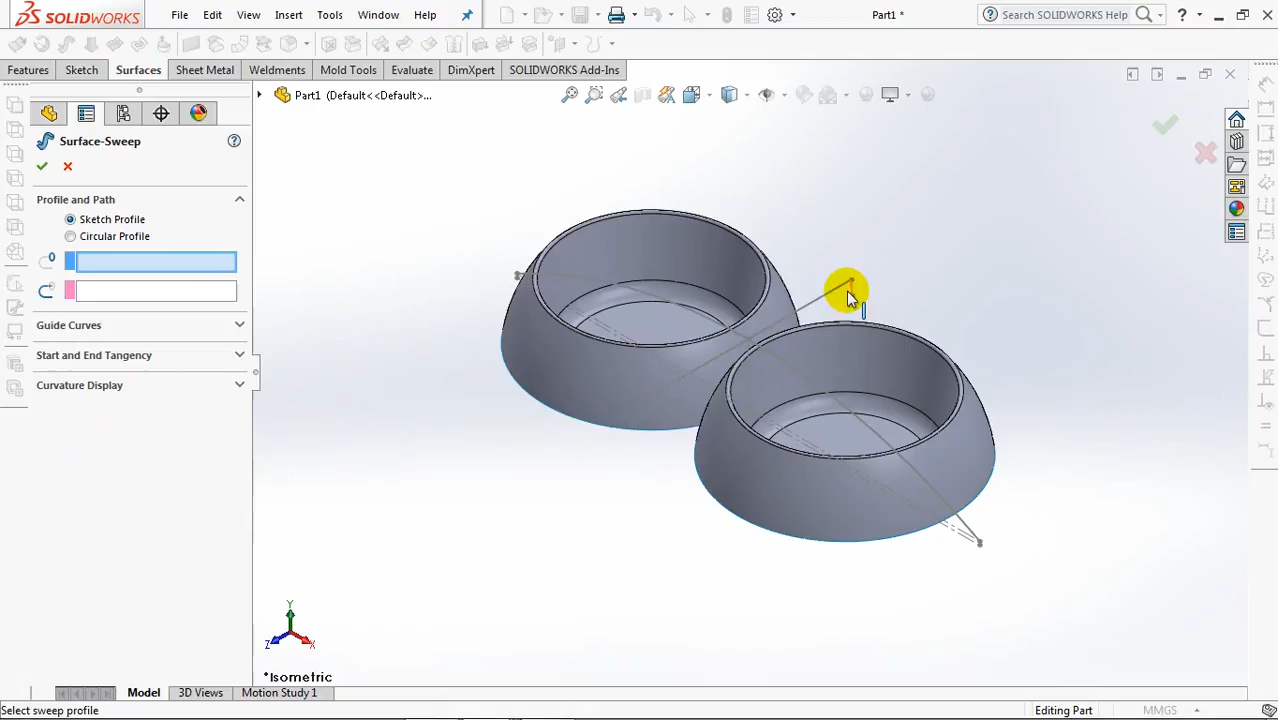 SOLIDWORKS File Edit View Insert Tools Window Help Part1 * Search SOLIDWORKS Help ?
Features Sketch Surfaces Sheet Metal Weldments Mold Tools Evaluate DimXpert SOLIDWORKS Add-Ins
Part1 (Default<<Default>...
Surface-Sweep
Profile and Path
Sketch Profile
Circular Profile
Guide Curves
Start and End Tangency
Curvature Display
Y
Z X
*Isometric
Model 3D Views Motion Study 1
Select sweep profile Editing Part MMGS